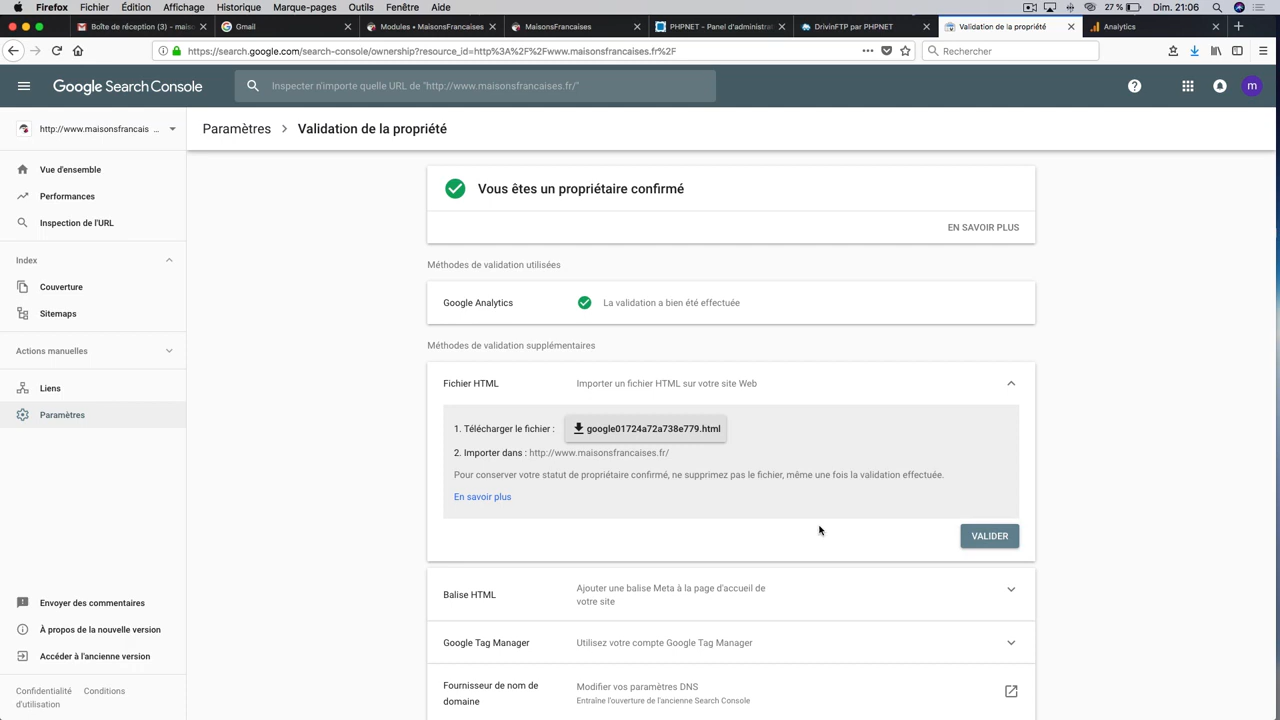 Firefox Fichier Édition Affichage Historique Marque-pages Outils Fenêtre Aide 27 % Dim. 21:06
Boîte de réception (3) - mais Gmail Modules • MaisonsFrancaises MaisonsFrancaises PHPNET - Panel d'administrat DrivinFTP par PHPNET Validation de la propriété Analytics
https://search.google.com/search-console/ownership?resource_id=http%3A%2F%2Fwww.maisonsfrancaises.fr%2F Rechercher
Google Search Console Inspecter n'importe quelle URL de "http://www.maisonsfrancaises.fr/" m
http://www.maisonsfrancais ... Paramètres > Validation de la propriété
Vue d'ensemble
Performances
Inspection de l'URL
Index
Couverture
Sitemaps
Actions manuelles
Liens
Paramètres
Envoyer des commentaires
À propos de la nouvelle version
Accéder à l'ancienne version
Confidentialité Conditions
d'utilisation
Vous êtes un propriétaire confirmé
EN SAVOIR PLUS
Méthodes de validation utilisées
Google Analytics La validation a bien été effectuée
Méthodes de validation supplémentaires
Fichier HTML Importer un fichier HTML sur votre site Web
1. Télécharger le fichier : google01724a72a738e779.html
2. Importer dans : http://www.maisonsfrancaises.fr/
Pour conserver votre statut de propriétaire confirmé, ne supprimez pas le fichier, même une fois la validation effectuée.
En savoir plus
VALIDER
Balise HTML Ajouter une balise Meta à la page d'accueil de
votre site
Google Tag Manager Utilisez votre compte Google Tag Manager
Fournisseur de nom de
domaine
Modifier vos paramètres DNS
Entraîne l'ouverture de l'ancienne Search Console